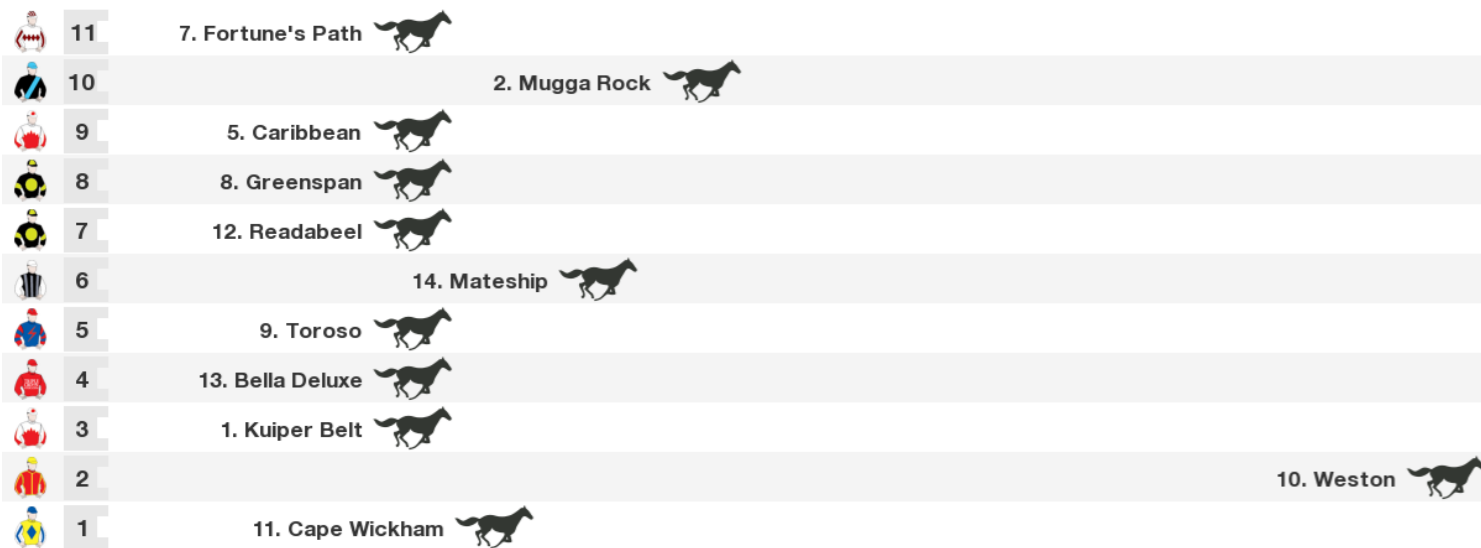 11 7. Fortune's Path
10 2. Mugga Rock
9 5. Caribbean
8 8. Greenspan
7 12. Readabeel
6 14. Mateship
5 9. Toroso
4 13. Bella Deluxe
3 1. Kuiper Belt
2 10. Weston
1 11. Cape Wickham